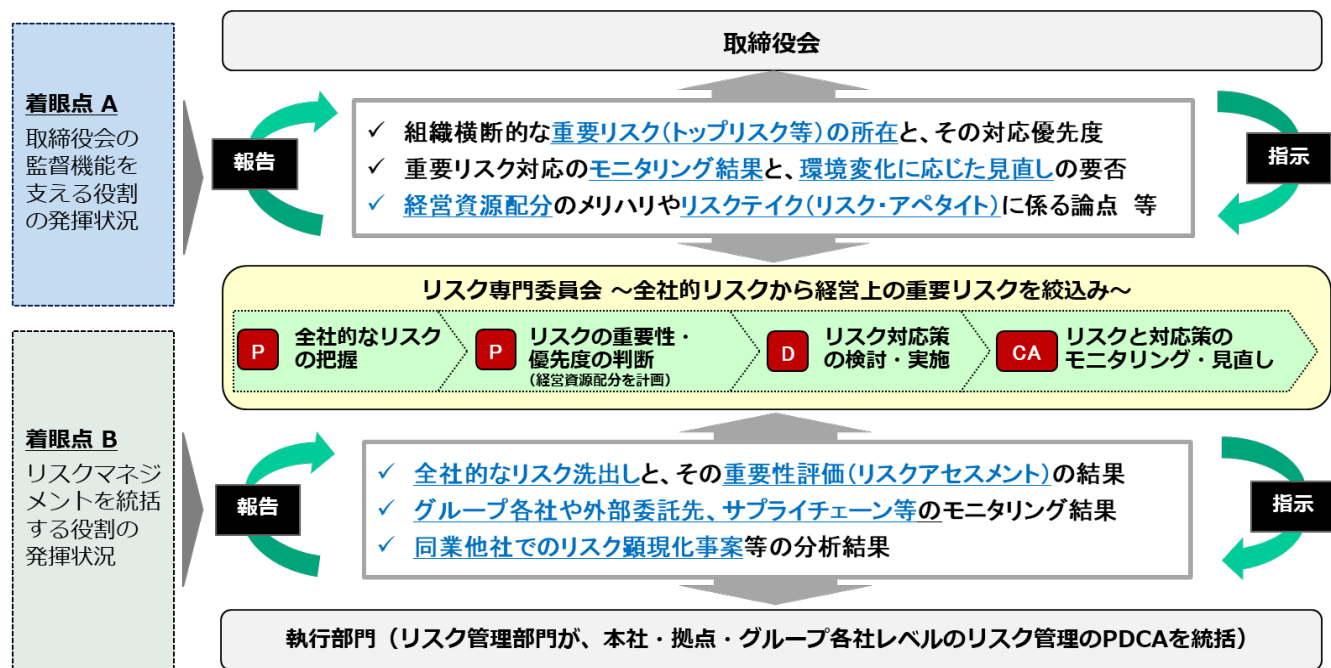 取締役会
着眼点 A
取締役会の
監督機能を
支える役割
の発揮状況
報告
✓ 組織横断的な重要リスク(トップリスク等)の所在と、その対応優先度
✓ 重要リスク対応のモニタリング結果と、環境変化に応じた見直しの要否
✓ 経営資源配分のメリハリやリスクテイク(リスク・アペタイト)に係る論点 等
指示
リスク専門委員会 ～全社的リスクから経営上の重要リスクを絞込み～
P
全社的なリスク
の把握
P
リスクの重要性・
優先度の判断
(経営資源配分を計画)
D
リスク対応策
の検討・実施
CA
リスクと対応策の
モニタリング・見直し
着眼点 B
リスクマネジ
メントを統括
する役割の
発揮状況
報告
✓ 全社的なリスク洗出しと、その重要性評価(リスクアセスメント)の結果
✓ グループ各社や外部委託先、サプライチェーン等のモニタリング結果
✓ 同業他社でのリスク顕現化事案等の分析結果
指示
執行部門（リスク管理部門が、本社・拠点・グループ各社レベルのリスク管理のPDCAを統括）